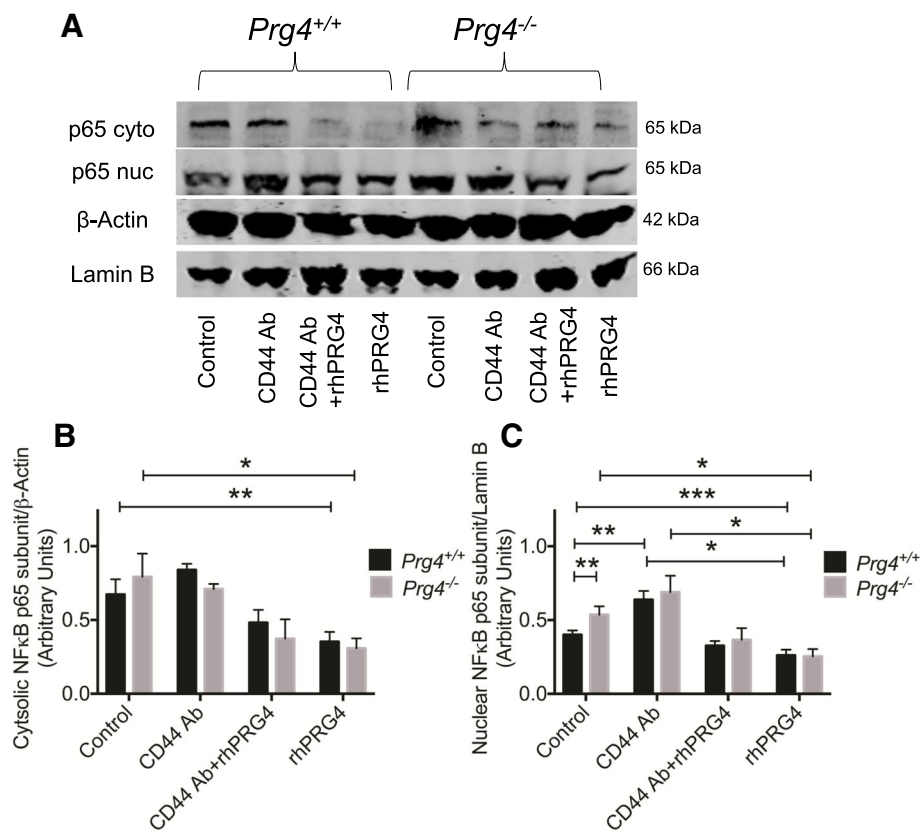 A
Prg4+/+ Prg4-/-
p65 cyto 65 kDa
p65 nuc 65 kDa
β-Actin 42 kDa
Lamin B 66 kDa
Control
CD44 Ab
CD44 Ab
+rhPRG4
rhPRG4
Control
CD44 Ab
CD44 Ab
+rhPRG4
rhPRG4
B
Cytsolic NFκB p65 subunit/β-Actin
(Arbitrary Units)
*
**
1.0
0.5
0.0
Prg4+/+
Prg4-/-
Control
CD44 Ab
CD44 Ab+rhPRG4
rhPRG4
C
Nuclear NFκB p65 subunit/Lamin B
(Arbitrary Units)
*
***
** *
*
**
1.0
0.5
0.0
Prg4+/+
Prg4-/-
Control
CD44 Ab
CD44 Ab+rhPRG4
rhPRG4